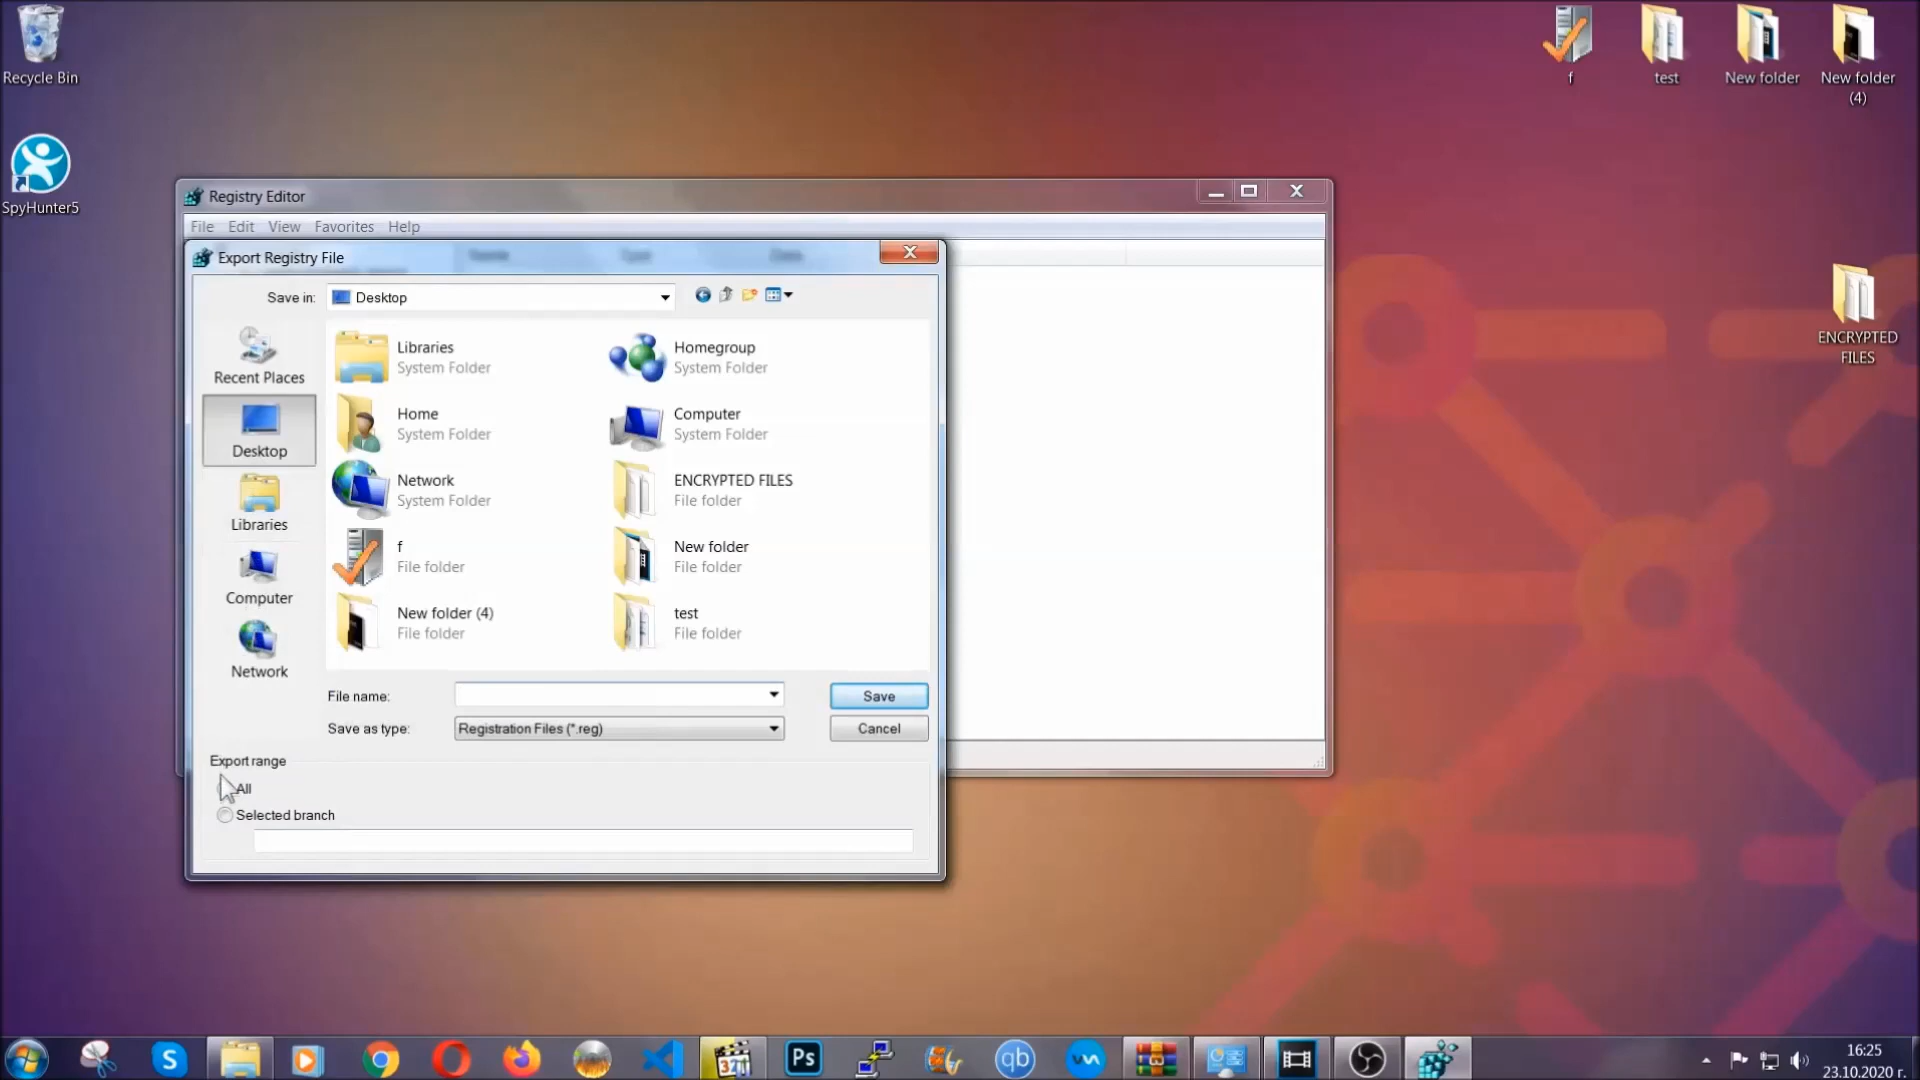 Recycle Bin
SpyHunter5
f
test
New folder
New folder
(4)
ENCRYPTED
FILES
Registry Editor
File Edit View Favorites Help
Export Registry File
Save in: Desktop
Recent Places
Desktop
Libraries
Computer
Network
Libraries
System Folder
Homegroup
System Folder
Home
System Folder
Computer
System Folder
Network
System Folder
ENCRYPTED FILES
File folder
f
File folder
New folder
File folder
New folder (4)
File folder
test
File folder
File name:
Save
Save as type: Registration Files (*.reg)
Cancel
Export range
All
Selected branch
S
321
Ps
qb
16:25
23.10.2020 г.